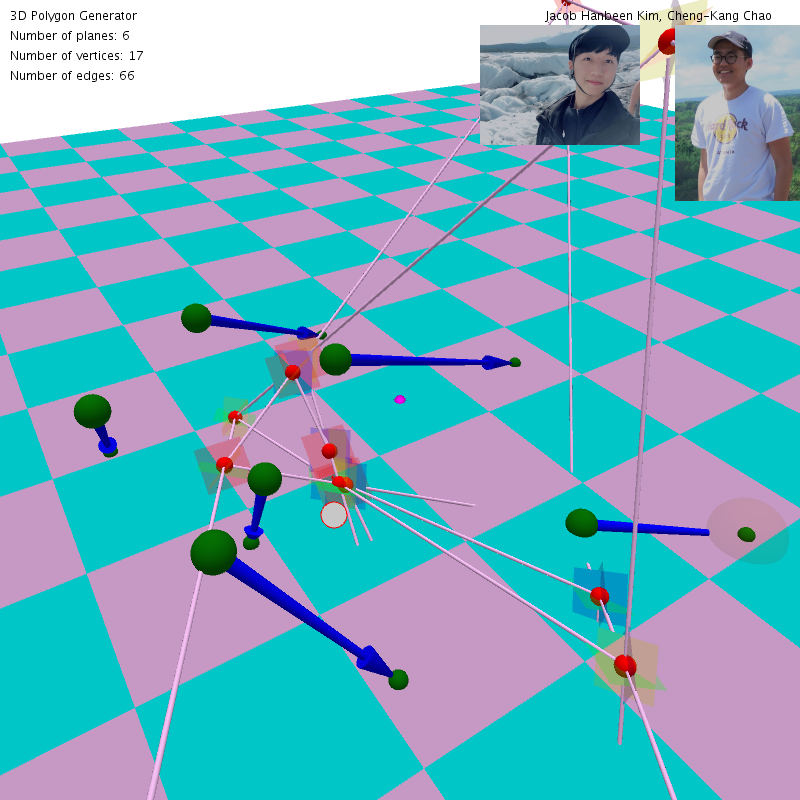 3D Polygon Generator
Jacob Hanbeen Kim, Cheng-Kang Chao
Number of planes: 6
Number of vertices: 17
Number of edges: 66